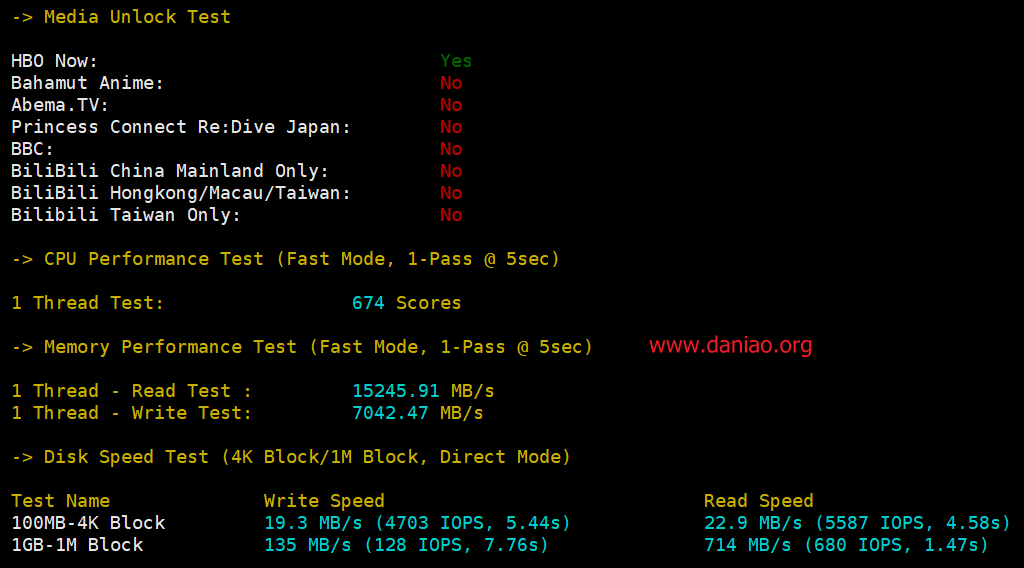 -> Media Unlock Test
HBO Now: Yes
Bahamut Anime: No
Abema.TV: No
Princess Connect Re:Dive Japan: No
BBC: No
BiliBili China Mainland Only: No
BiliBili Hongkong/Macau/Taiwan: No
Bilibili Taiwan Only: No
-> CPU Performance Test (Fast Mode, 1-Pass @ 5sec)
1 Thread Test: 674 Scores
-> Memory Performance Test (Fast Mode, 1-Pass @ 5sec) www.daniao.org
1 Thread - Read Test : 15245.91 MB/s
1 Thread - Write Test: 7042.47 MB/s
-> Disk Speed Test (4K Block/1M Block, Direct Mode)
Test Name Write Speed Read Speed
100MB-4K Block 19.3 MB/s (4703 IOPS, 5.44s) 22.9 MB/s (5587 IOPS, 4.58s)
1GB-1M Block 135 MB/s (128 IOPS, 7.76s) 714 MB/s (680 IOPS, 1.47s)